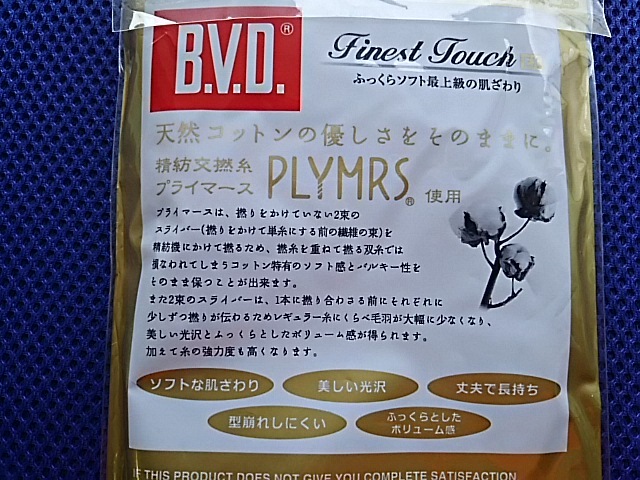 B.V.D.®
Finest Touch
ふっくらソフト最上級の肌ざわり
天然コットンの優しさをそのままに。
精紡交撚糸
プライマース PLYMRS® 使用
プライマースは、撚りをかけていない2束の
スライバー(撚りをかけて単糸にする前の繊維の束)を
精紡機にかけて撚るため、撚糸を重ねて撚る双糸では
損なわれてしまうコットン特有のソフト感とバルキー性を
そのまま保つことが出来ます。
また2束のスライバーは、1本に撚り合わさる前にそれぞれに
少しずつ撚りが伝わるためレギュラー糸にくらべ毛羽が大幅に少なくなり、
美しい光沢とふっくらとしたボリューム感が得られます。
加えて糸の強力度も高くなります。
ソフトな肌ざわり
美しい光沢
丈夫で長持ち
型崩れしにくい
ふっくらとした
ボリューム感
IF THIS PRODUCT DOES NOT GIVE YOU COMPLETE SATISFACTION